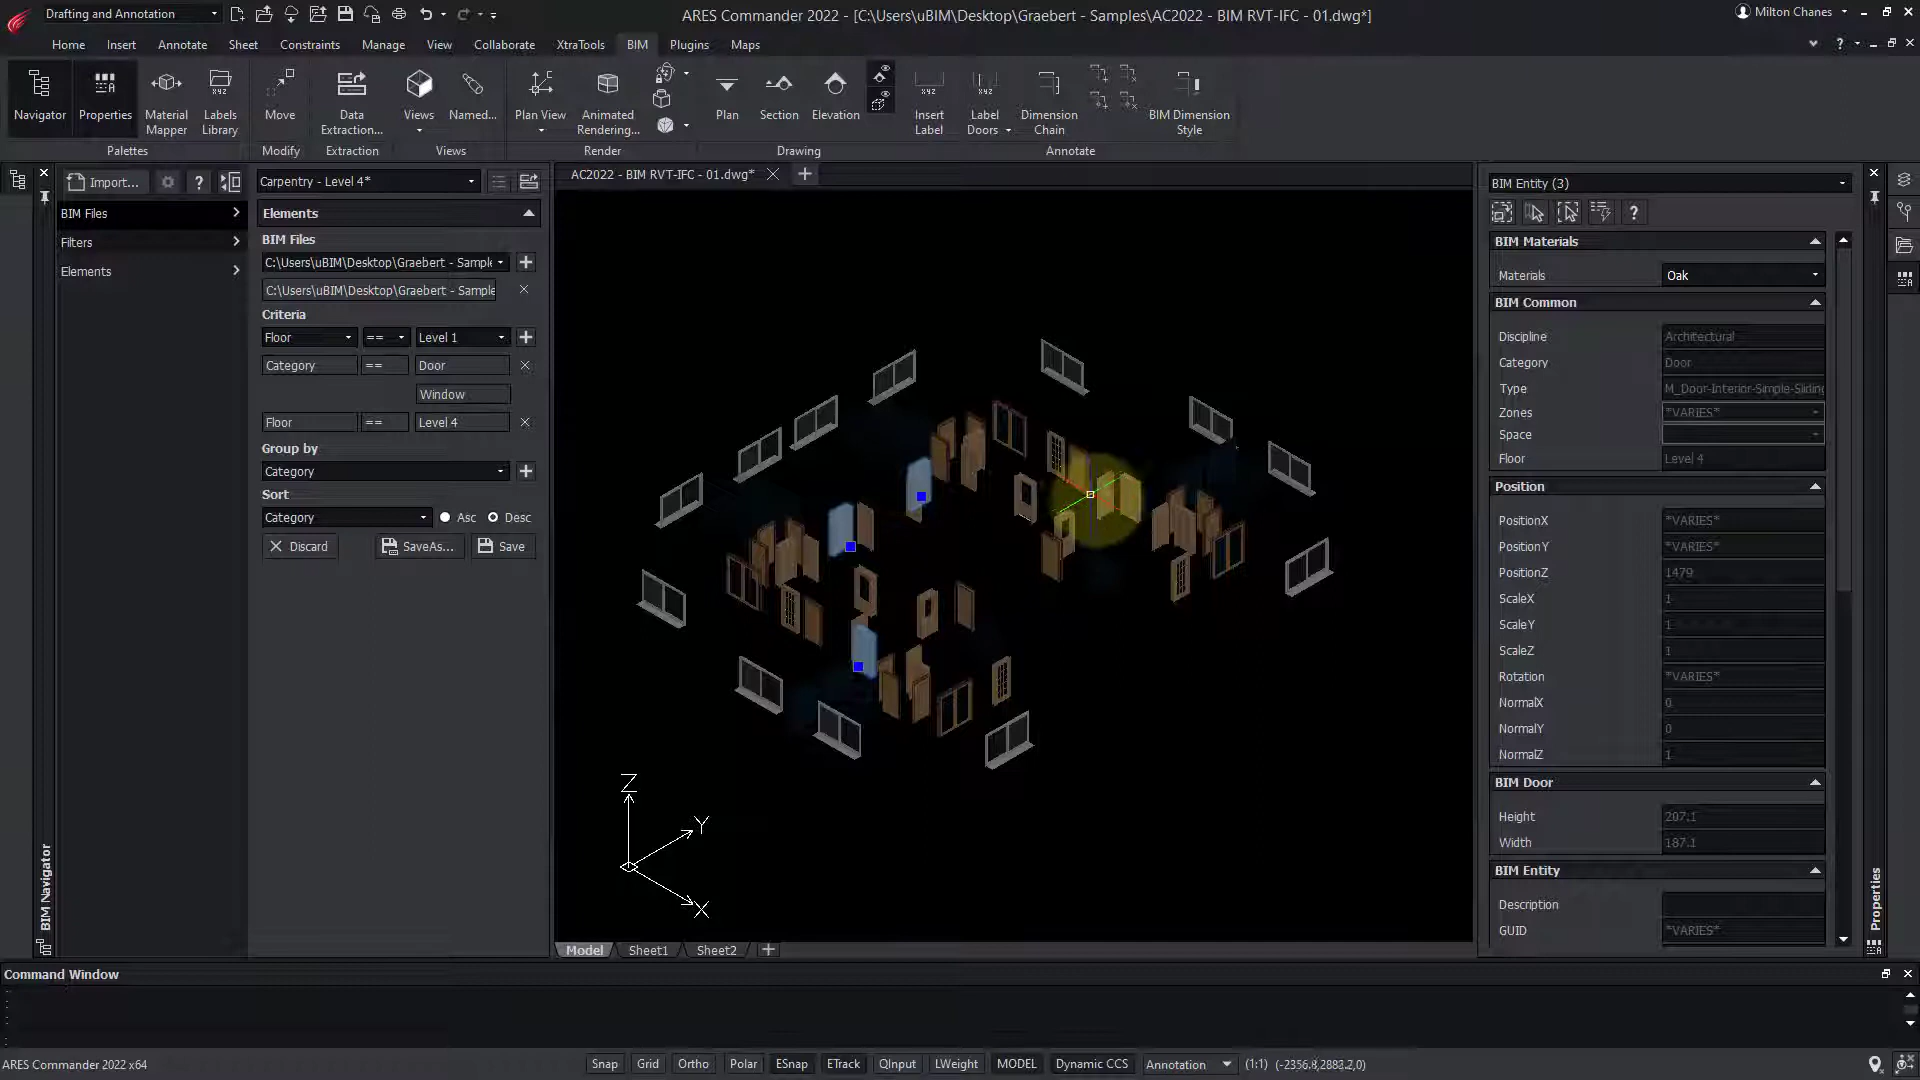 Drafting and Annotation
ARES Commander 2022 - [C:\Users\uBIM\Desktop\Graebert - Samples\AC2022 - BIM RVT-IFC - 01.dwg*]
Milton Chanes
Home Insert Annotate Sheet Constraints Manage View Collaborate XtraTools BIM Plugins Maps
Navigator Properties Material Mapper Labels Library Move Data Extraction... Views Named... Plan View Animated Rendering... Plan Section Elevation Insert Label Label Doors Dimension Chain BIM Dimension Style
Palettes Modify Extraction Views Render Drawing Annotate
Import...
BIM Files
Filters
Elements
BIM Navigator
Carpentry - Level 4*
Elements
BIM Files
C:\Users\uBIM\Desktop\Graebert - Sample
C:\Users\uBIM\Desktop\Graebert - Sample
Criteria
Floor == Level 1
Category == Door
Window
Floor == Level 4
Group by
Category
Sort
Category Asc Desc
Discard SaveAs... Save
AC2022 - BIM RVT-IFC - 01.dwg*
Z
Y
X
Model Sheet1 Sheet2
BIM Entity (3)
BIM Materials
Materials Oak
BIM Common
Discipline Architectural
Category Door
Type M_Door-Interior-Simple-Sliding
Zones *VARIES*
Space
Floor Level 4
Position
PositionX *VARIES*
PositionY *VARIES*
PositionZ 1479
ScaleX 1
ScaleY 1
ScaleZ 1
Rotation *VARIES*
NormalX 0
NormalY 0
NormalZ 1
BIM Door
Height 207.1
Width 187.1
BIM Entity
Description
GUID *VARIES*
Properties
Command Window
ARES Commander 2022 x64
Snap Grid Ortho Polar ESnap ETrack QInput LWeight MODEL Dynamic CCS Annotation (1:1)